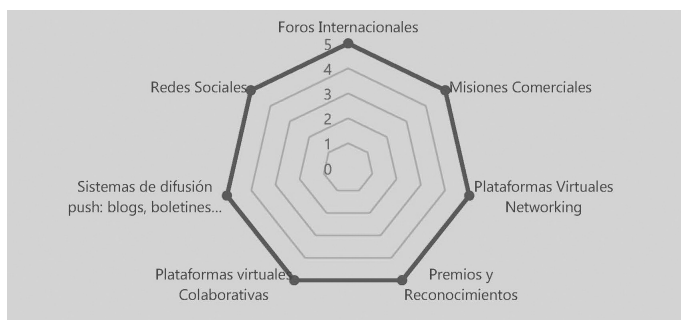 Foros Internacionales
5
4
3
2
1
0
Redes Sociales
Misiones Comerciales
Sistemas de difusión
push: blogs, boletines...
Plataformas Virtuales
Networking
Plataformas virtuales
Colaborativas
Premios y
Reconocimientos